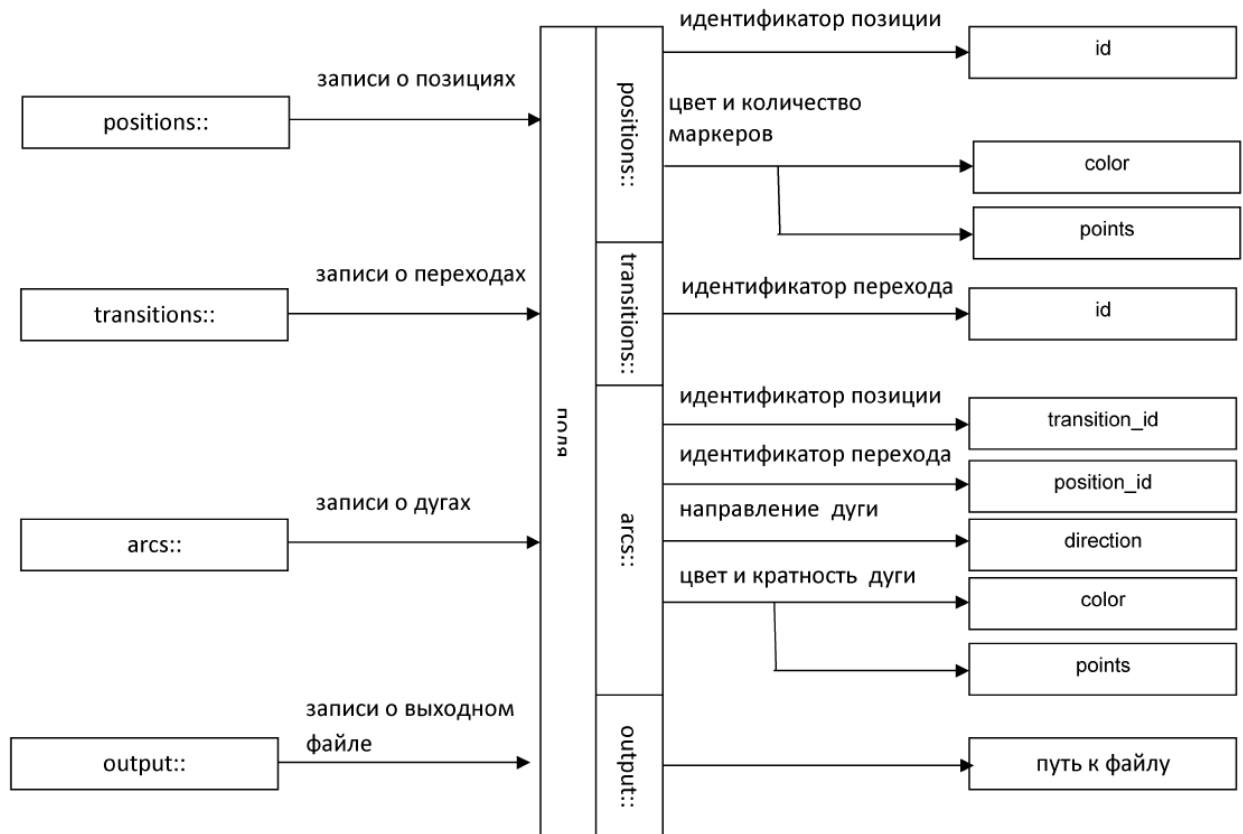 идентификатор позиции
id
записи о позициях
positions::
positions::
цвет и количество
маркеров
color
points
записи о переходах
transitions::
transitions::
идентификатор перехода
id
поля
идентификатор позиции
transition_id
идентификатор перехода
position_id
записи о дугах
arcs::
arcs::
направление дуги
direction
цвет и кратность дуги
color
points
записи о выходном
файле
output::
output::
путь к файлу